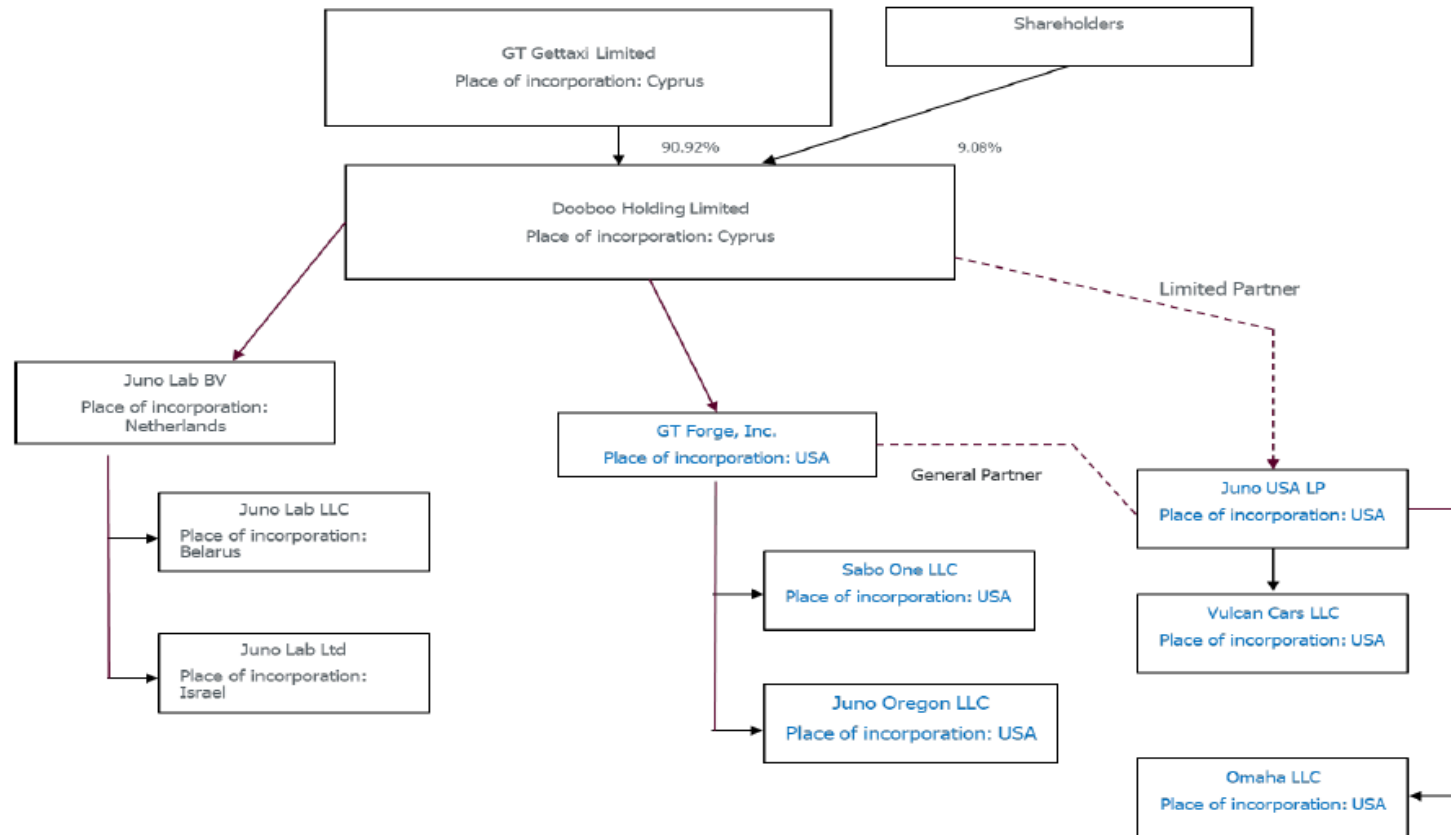 GT Gettaxi Limited
Place of incorporation: Cyprus
Shareholders
90.92%
9.08%
Dooboo Holding Limited
Place of incorporation: Cyprus
Limited Partner
Juno Lab BV
Place of incorporation:
Netherlands
GT Forge, Inc.
Place of incorporation: USA
General Partner
Juno USA LP
Place of incorporation: USA
Juno Lab LLC
Place of incorporation:
Belarus
Sabo One LLC
Place of incorporation: USA
Vulcan Cars LLC
Place of incorporation: USA
Juno Lab Ltd
Place of incorporation:
Israel
Juno Oregon LLC
Place of incorporation: USA
Omaha LLC
Place of incorporation: USA